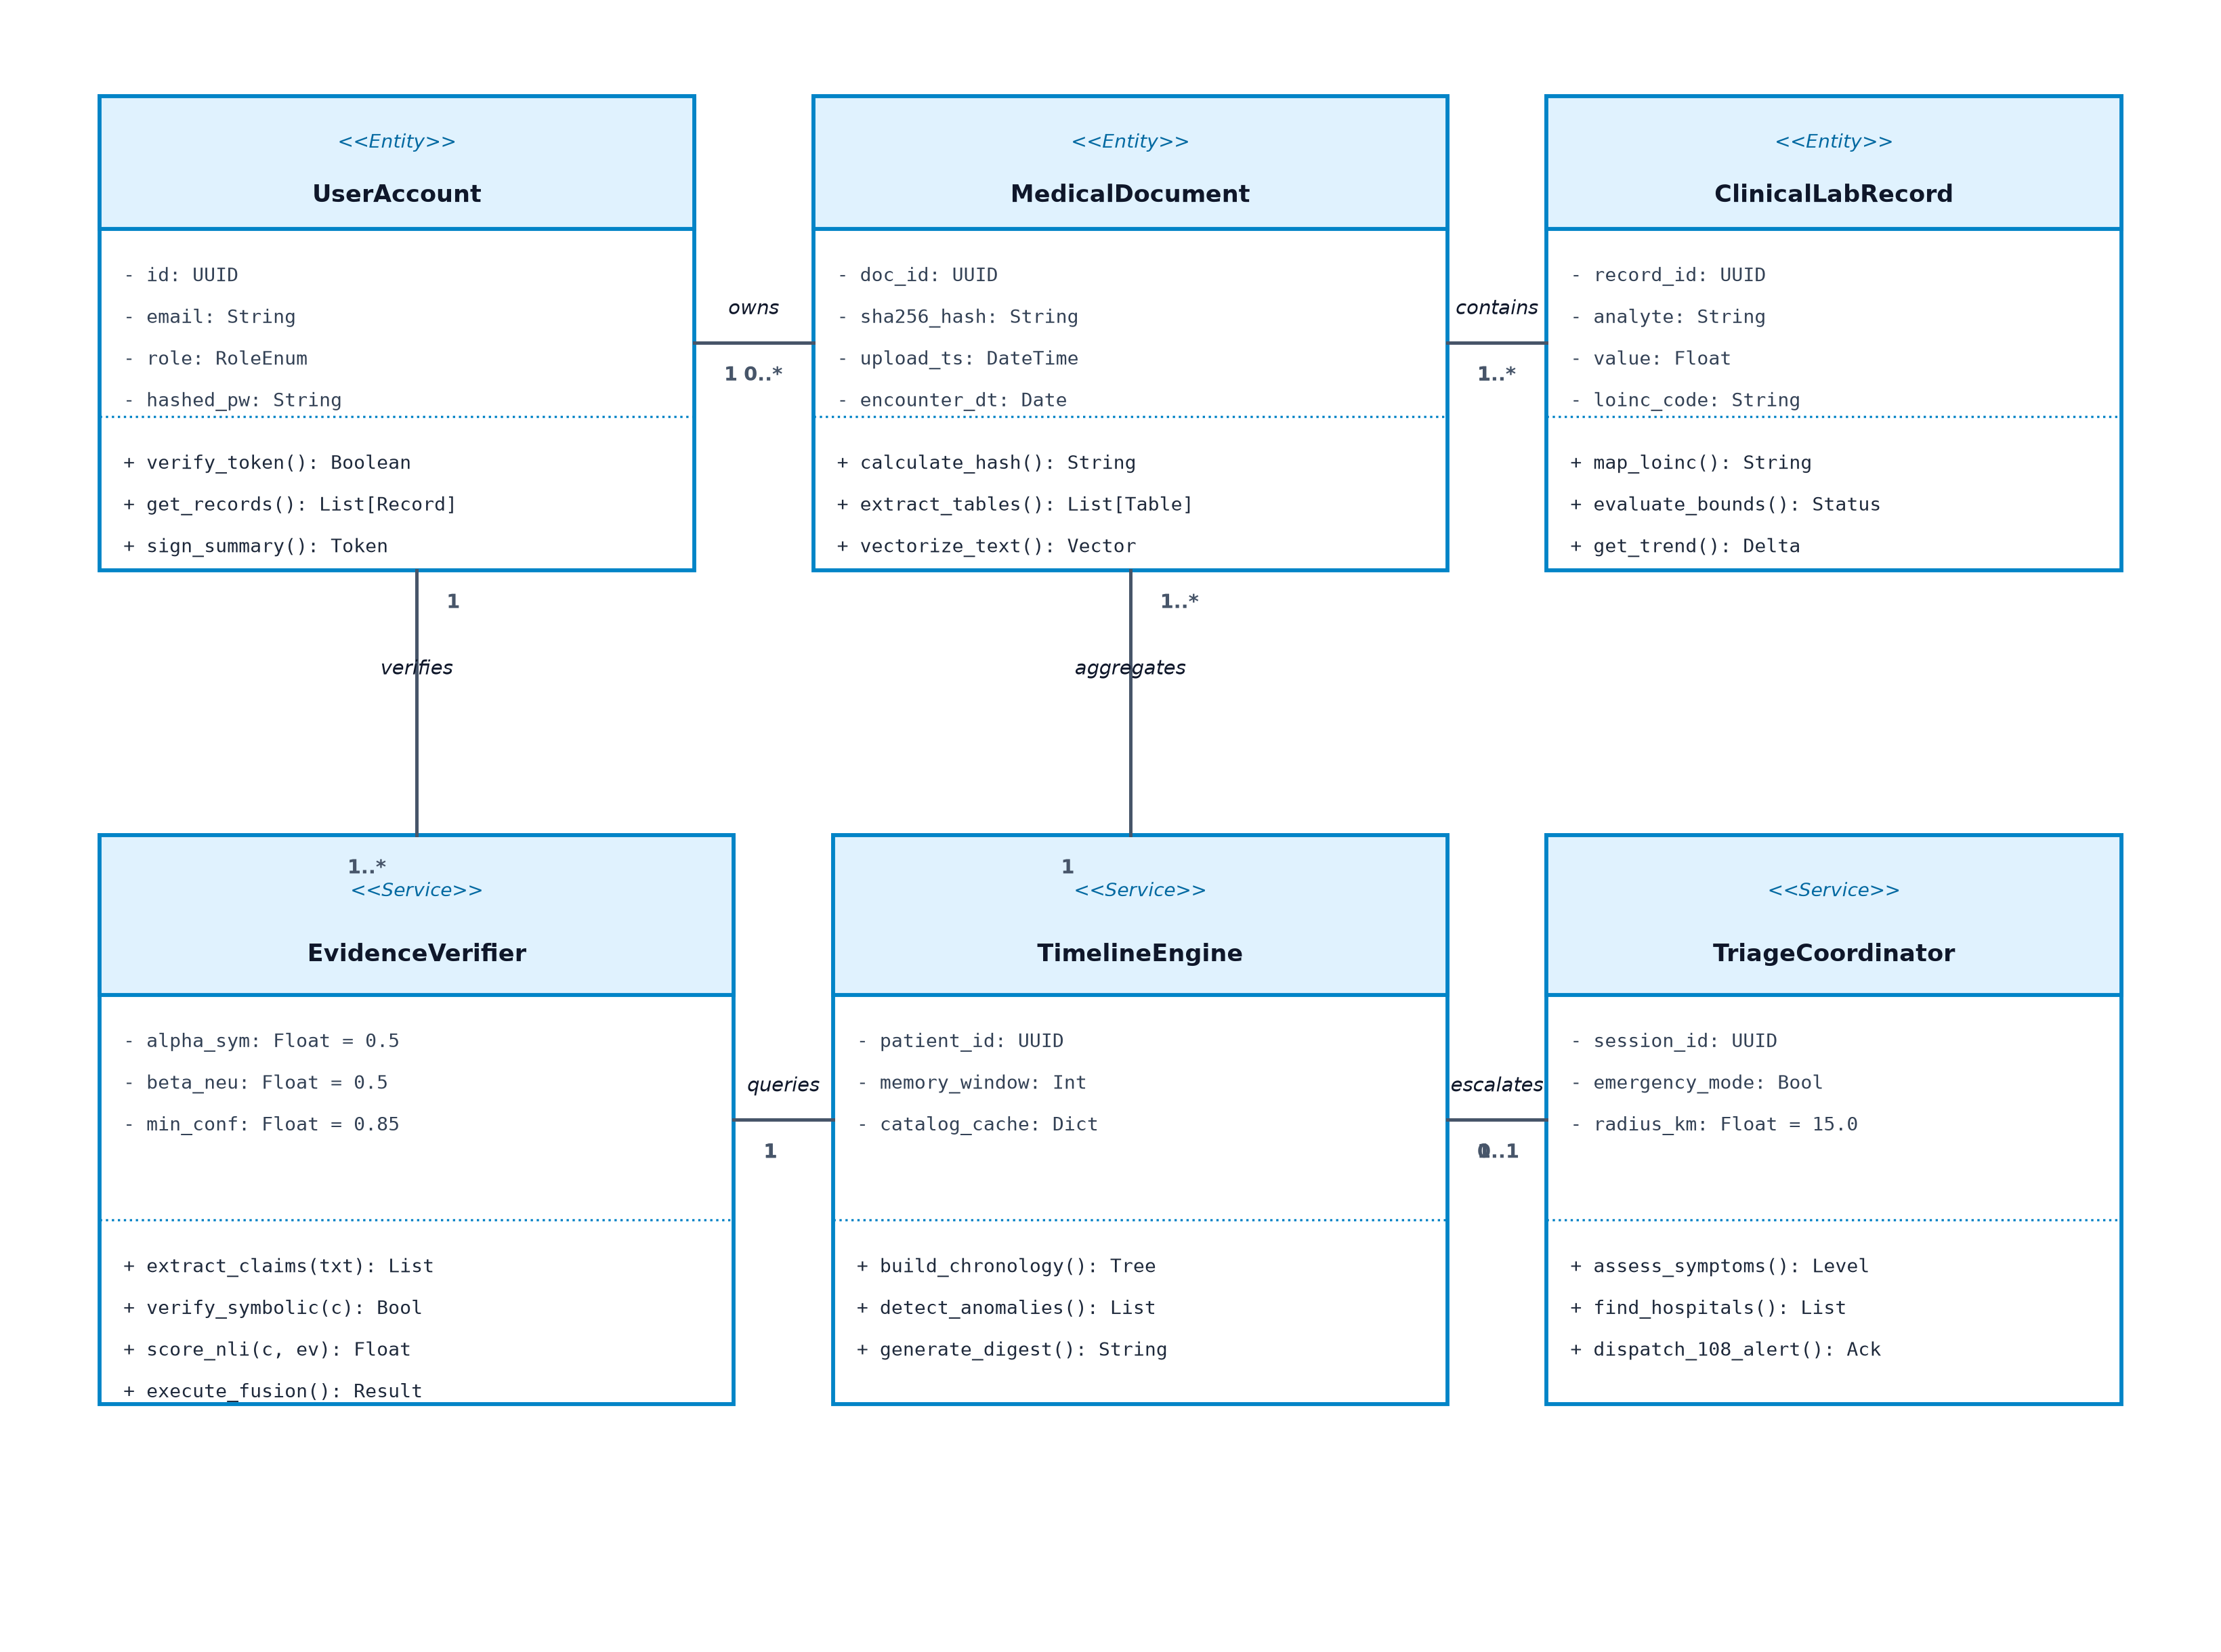 <<Entity>>
UserAccount
- id: UUID
- email: String
- role: RoleEnum
- hashed_pw: String
+ verify_token(): Boolean
+ get_records(): List[Record]
+ sign_summary(): Token
owns
1 0..*
<<Entity>>
MedicalDocument
- doc_id: UUID
- sha256_hash: String
- upload_ts: DateTime
- encounter_dt: Date
+ calculate_hash(): String
+ extract_tables(): List[Table]
+ vectorize_text(): Vector
contains
1..*
<<Entity>>
ClinicalLabRecord
- record_id: UUID
- analyte: String
- value: Float
- loinc_code: String
+ map_loinc(): String
+ evaluate_bounds(): Status
+ get_trend(): Delta
1
verifies
1..*
1..*
aggregates
1
<<Service>>
EvidenceVerifier
- alpha_sym: Float = 0.5
- beta_neu: Float = 0.5
- min_conf: Float = 0.85
+ extract_claims(txt): List
+ verify_symbolic(c): Bool
+ score_nli(c, ev): Float
+ execute_fusion(): Result
queries
1
<<Service>>
TimelineEngine
- patient_id: UUID
- memory_window: Int
- catalog_cache: Dict
+ build_chronology(): Tree
+ detect_anomalies(): List
+ generate_digest(): String
escalates
<<Service>>
TriageCoordinator
- session_id: UUID
- emergency_mode: Bool
- radius_km: Float = 15.0
+ assess_symptoms(): Level
+ find_hospitals(): List
+ dispatch_108_alert(): Ack